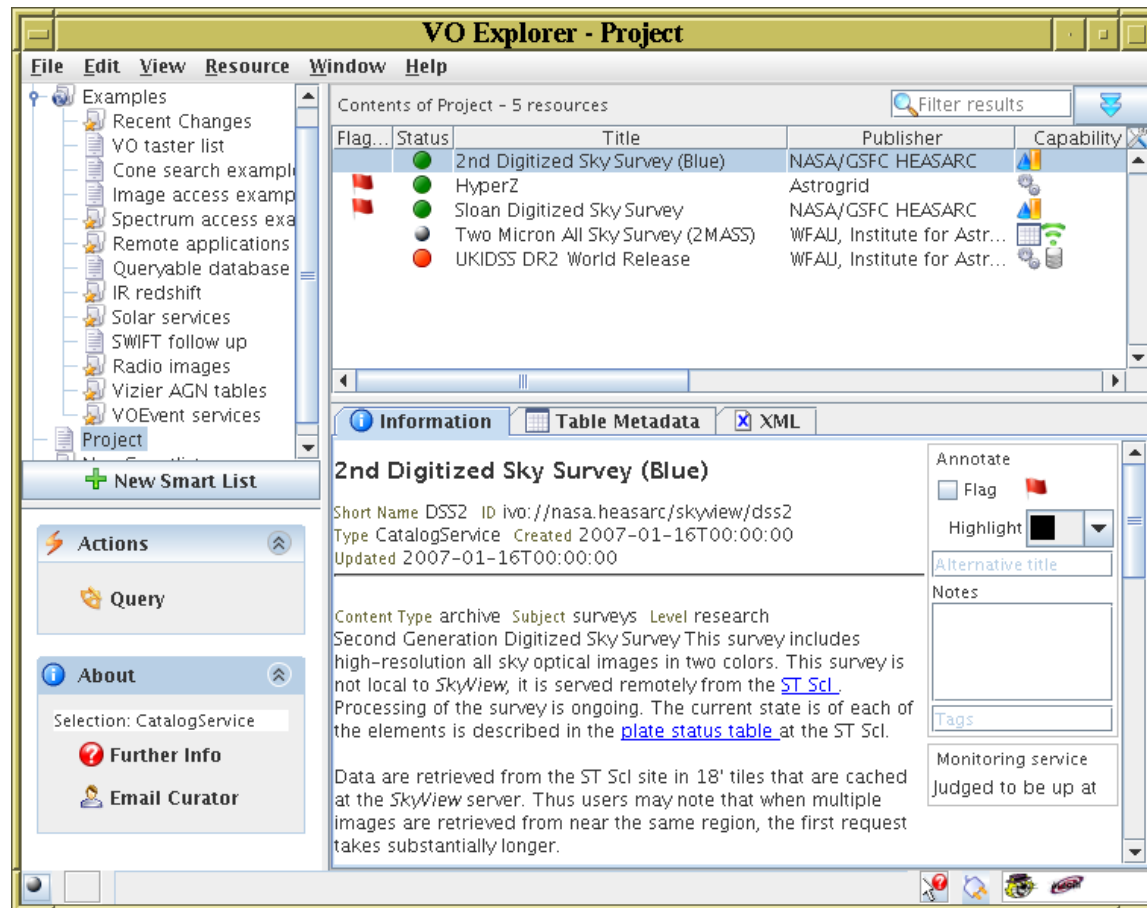 VO Explorer - Project
File Edit View Resource Window Help
Examples
Recent Changes
VO taster list
Cone search exampl
Image access examp
Spectrum access exa
Remote applications
Queryable database
IR redshift
Solar services
SWIFT follow up
Radio images
Vizier AGN tables
VOEvent services
Project
New Smart List
Actions
Query
About
Selection: CatalogService
Further Info
Email Curator
Contents of Project - 5 resources Filter results
Flag... Status Title Publisher Capability
2nd Digitized Sky Survey (Blue) NASA/GSFC HEASARC
HyperZ Astrogrid
Sloan Digitized Sky Survey NASA/GSFC HEASARC
Two Micron All Sky Survey (2MASS) WFAU, Institute for Astr...
UKIDSS DR2 World Release WFAU, Institute for Astr...
Information Table Metadata XML
2nd Digitized Sky Survey (Blue)
Short Name DSS2 ID ivo://nasa.heasarc/skyview/dss2
Type CatalogService Created 2007-01-16T00:00:00
Updated 2007-01-16T00:00:00
Content Type archive Subject surveys Level research
Second Generation Digitized Sky Survey This survey includes
high-resolution all sky optical images in two colors. This survey is
not local to SkyView, it is served remotely from the ST ScI .
Processing of the survey is ongoing. The current state is of each of
the elements is described in the plate status table at the ST ScI.
Data are retrieved from the ST ScI site in 18' tiles that are cached
at the SkyView server. Thus users may note that when multiple
images are retrieved from near the same region, the first request
takes substantially longer.
Annotate
Flag
Highlight
Alternative title
Notes
Tags
Monitoring service
Judged to be up at